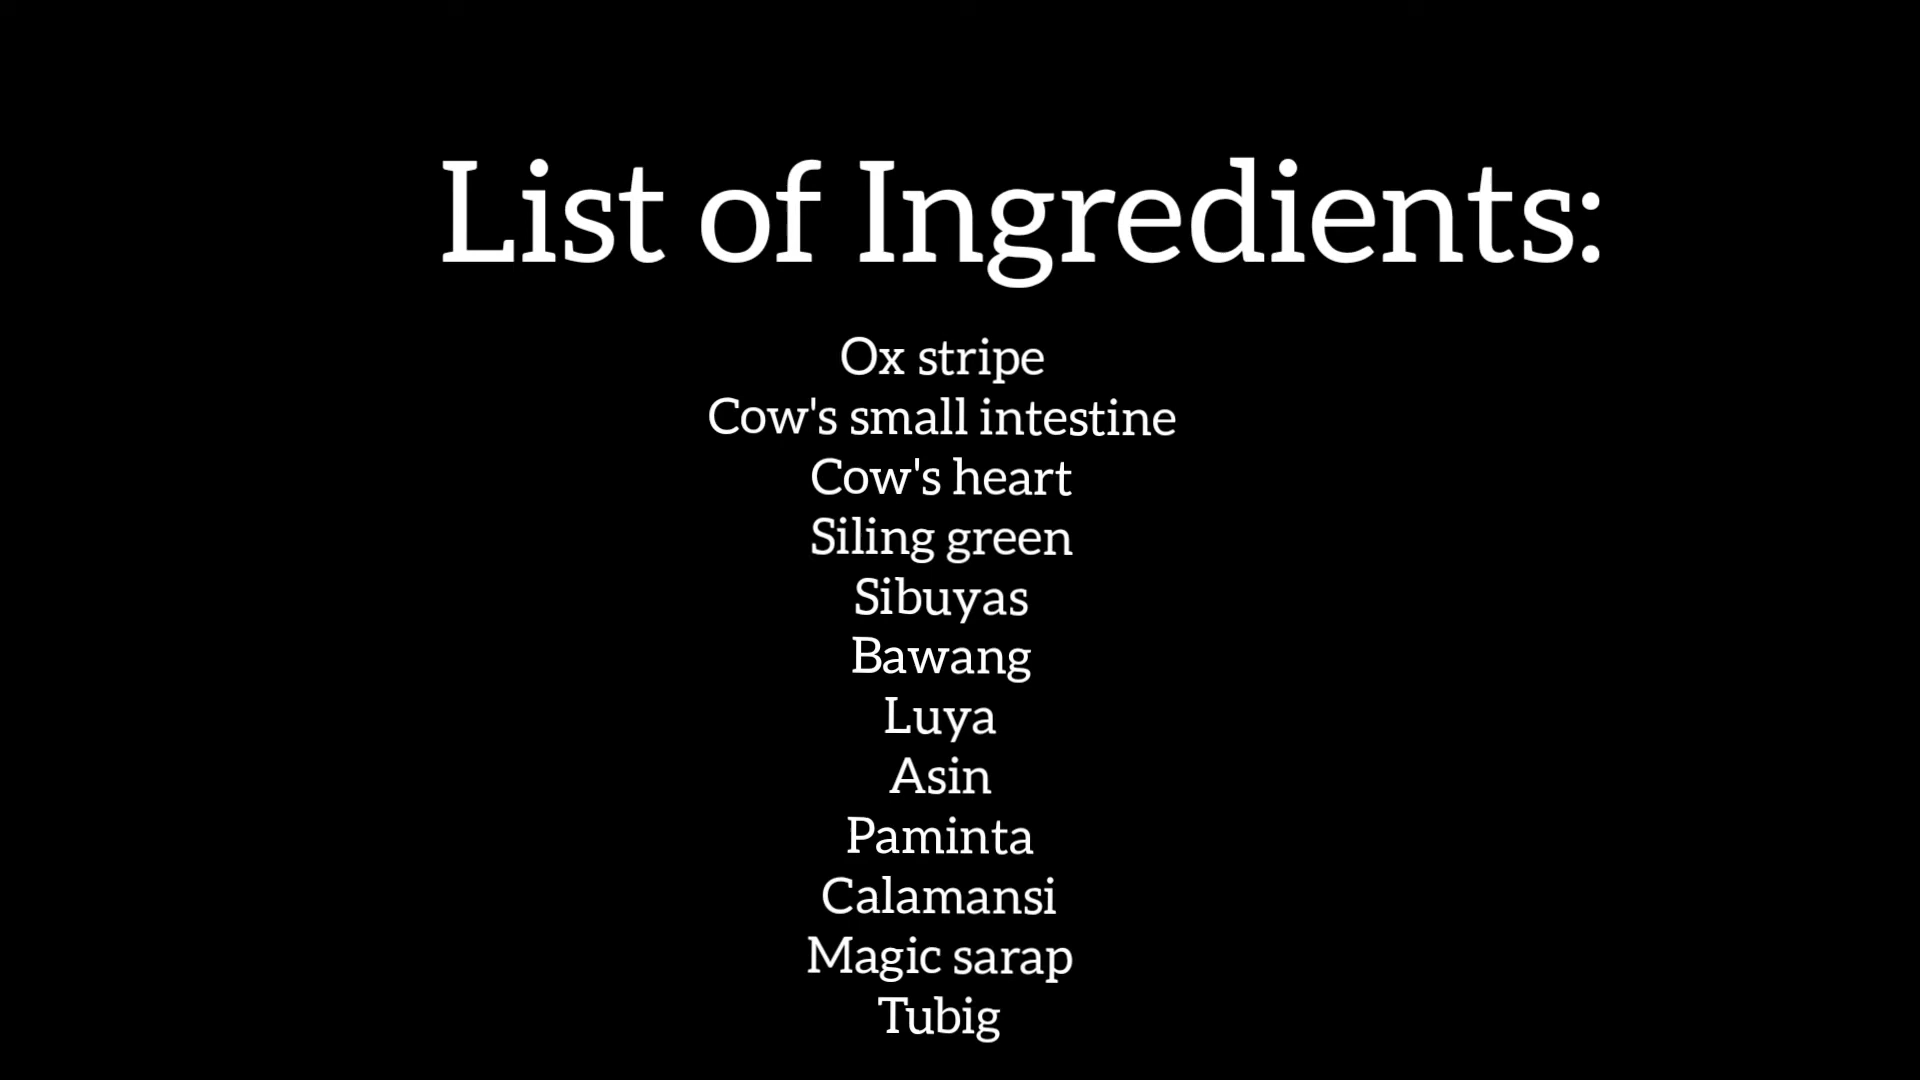 List of Ingredients:
Ox stripe
Cow's small intestine
Cow's heart
Siling green
Sibuyas
Bawang
Luya
Asin
Paminta
Calamansi
Magic sarap
Tubig